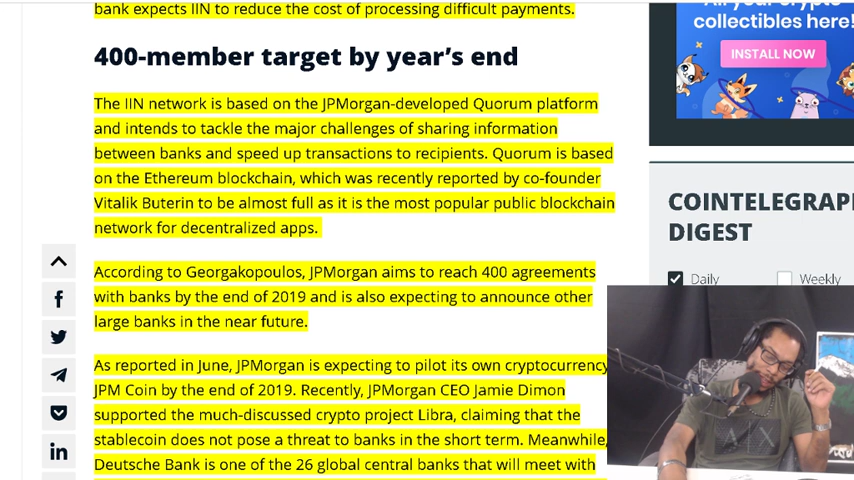 bank expects IIN to reduce the cost of processing difficult payments.
400-member target by year's end
The IIN network is based on the JPMorgan-developed Quorum platform
and intends to tackle the major challenges of sharing information
between banks and speed up transactions to recipients. Quorum is based
on the Ethereum blockchain, which was recently reported by co-founder
Vitalik Buterin to be almost full as it is the most popular public blockchain
network for decentralized apps.
According to Georgakopoulos, JPMorgan aims to reach 400 agreements
with banks by the end of 2019 and is also expecting to announce other
large banks in the near future.
As reported in June, JPMorgan is expecting to pilot its own cryptocurrency
JPM Coin by the end of 2019. Recently, JPMorgan CEO Jamie Dimon
supported the much-discussed crypto project Libra, claiming that the
stablecoin does not pose a threat to banks in the short term. Meanwhile,
Deutsche Bank is one of the 26 global central banks that will meet with
collectibles here!
INSTALL NOW
COINTELEGRAP
DIGEST
Daily
Weekly